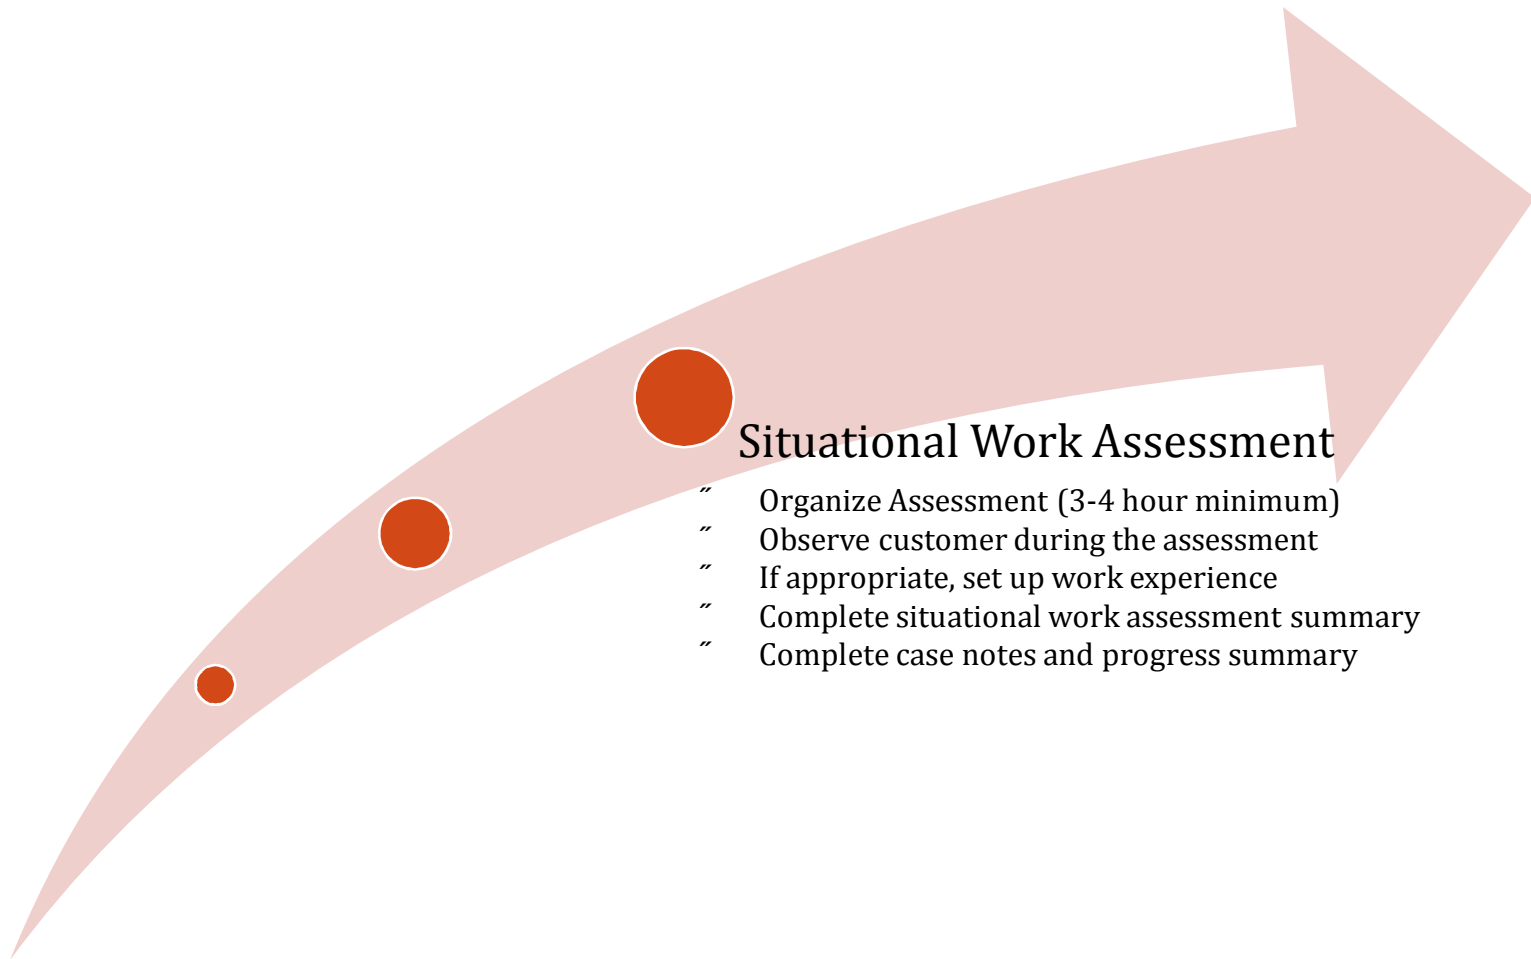 Situational Work Assessment
˝ Organize Assessment (3-4 hour minimum)
˝ Observe customer during the assessment
˝ If appropriate, set up work experience
˝ Complete situational work assessment summary
˝ Complete case notes and progress summary